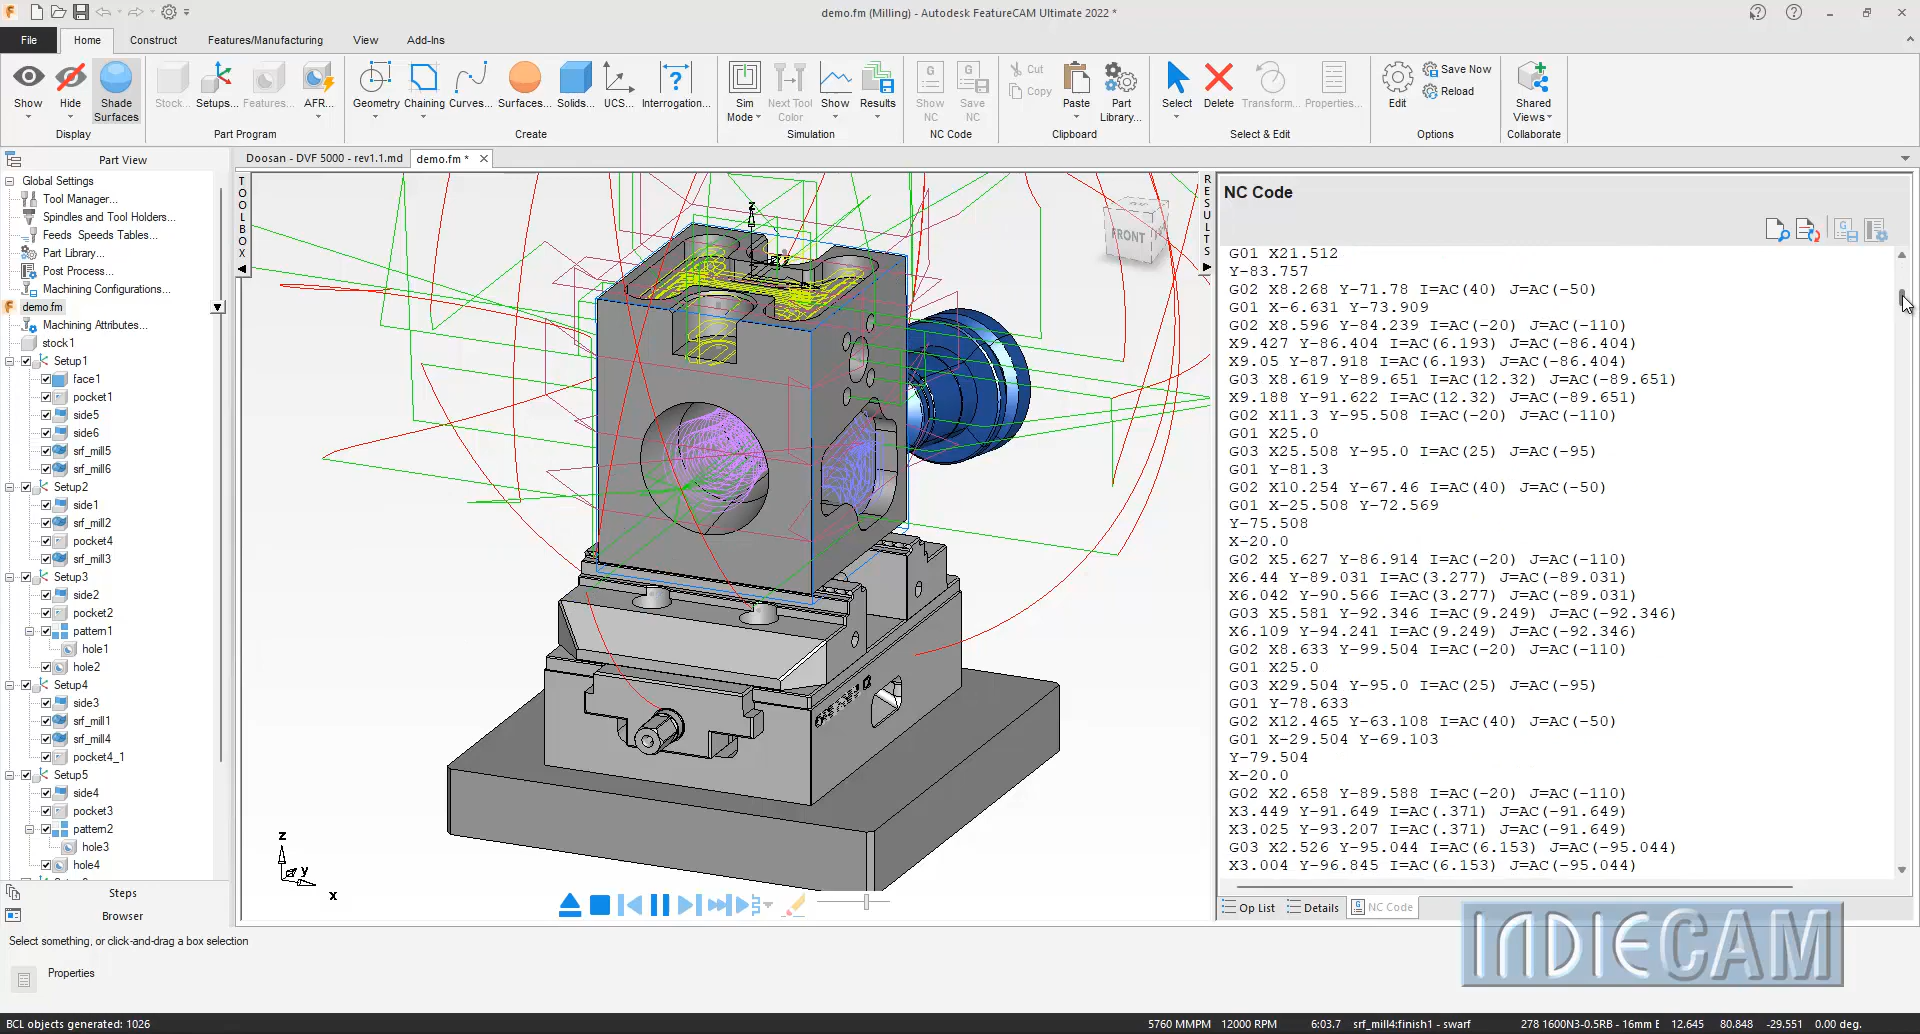 demo.fm (Milling) - Autodesk FeatureCAM Ultimate 2022 *
File Home Construct Features/Manufacturing View Add-Ins
Show Hide Shade Surfaces
Stock... Setups... Features... AFR...
Geometry Chaining Curves... Surfaces... Solids... UCS... Interrogation...
Sim Mode Next Tool Color Show Results
Show NC Save NC
Cut
Copy
Paste Part Library...
Select Delete Transform... Properties...
Edit Save Now
Reload
Shared Views
Display Part Program Create Simulation NC Code Clipboard Select & Edit Options Collaborate
Part View
Doosan - DVF 5000 - rev1.1.md demo.fm *
Global Settings
Tool Manager...
Spindles and Tool Holders...
Feeds Speeds Tables...
Part Library...
Post Process...
Machining Configurations...
demo.fm
Machining Attributes...
stock1
Setup1
face1
pocket1
side5
side6
srf_mill5
srf_mill6
Setup2
side1
srf_mill2
pocket4
srf_mill3
Setup3
side2
pocket2
pattern1
hole1
hole2
Setup4
side3
srf_mill1
srf_mill4
pocket4_1
Setup5
side4
pocket3
pattern2
hole3
hole4
Steps
Browser
TOOLBOX
z
FRONT
z
y
x
RESULTS
NC Code
G01 X21.512
Y-83.757
G02 X8.268 Y-71.78 I=AC(40) J=AC(-50)
G01 X-6.631 Y-73.909
G02 X8.596 Y-84.239 I=AC(-20) J=AC(-110)
X9.427 Y-86.404 I=AC(6.193) J=AC(-86.404)
X9.05 Y-87.918 I=AC(6.193) J=AC(-86.404)
G03 X8.619 Y-89.651 I=AC(12.32) J=AC(-89.651)
X9.188 Y-91.622 I=AC(12.32) J=AC(-89.651)
G02 X11.3 Y-95.508 I=AC(-20) J=AC(-110)
G01 X25.0
G03 X25.508 Y-95.0 I=AC(25) J=AC(-95)
G01 Y-81.3
G02 X10.254 Y-67.46 I=AC(40) J=AC(-50)
G01 X-25.508 Y-72.569
Y-75.508
X-20.0
G02 X5.627 Y-86.914 I=AC(-20) J=AC(-110)
X6.44 Y-89.031 I=AC(3.277) J=AC(-89.031)
X6.042 Y-90.566 I=AC(3.277) J=AC(-89.031)
G03 X5.581 Y-92.346 I=AC(9.249) J=AC(-92.346)
X6.109 Y-94.241 I=AC(9.249) J=AC(-92.346)
G02 X8.633 Y-99.504 I=AC(-20) J=AC(-110)
G01 X25.0
G03 X29.504 Y-95.0 I=AC(25) J=AC(-95)
G01 Y-78.633
G02 X12.465 Y-63.108 I=AC(40) J=AC(-50)
G01 X-29.504 Y-69.103
Y-79.504
X-20.0
G02 X2.658 Y-89.588 I=AC(-20) J=AC(-110)
X3.449 Y-91.649 I=AC(.371) J=AC(-91.649)
X3.025 Y-93.207 I=AC(.371) J=AC(-91.649)
G03 X2.526 Y-95.044 I=AC(6.153) J=AC(-95.044)
X3.004 Y-96.845 I=AC(6.153) J=AC(-95.044)
Op List Details NC Code
INDIECAM
Select something, or click-and-drag a box selection
Properties
BCL objects generated: 1026
5760 MMPM 12000 RPM 6:03.7 srf_mill4:finish1 - swarf 278 1600N3-0.5RB - 16mm E 12.645 80.848 -29.551 0.00 deg.